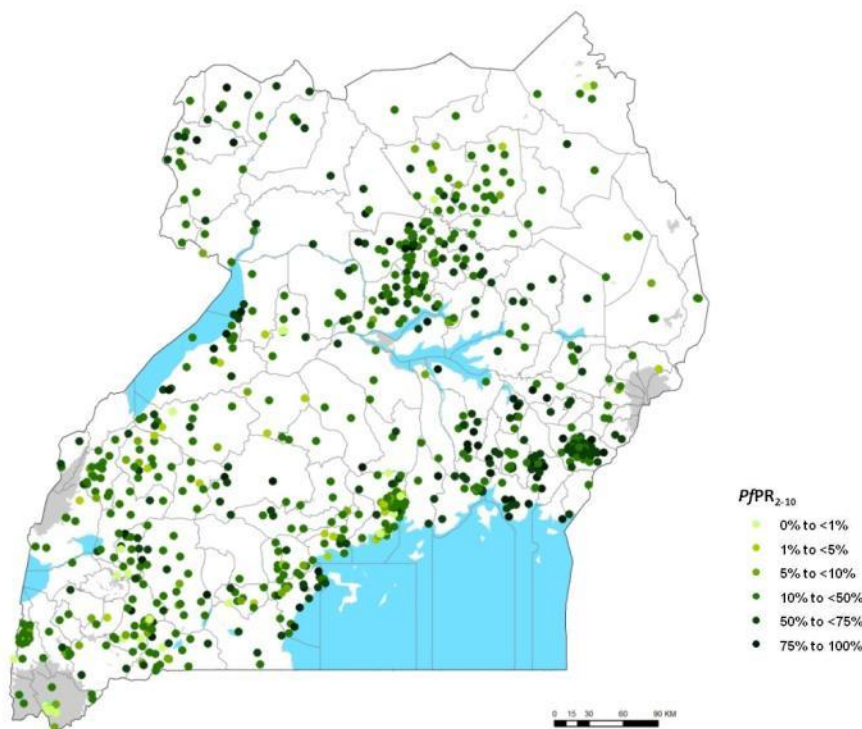 PfPR2-10
0% to <1%
1% to <5%
5% to <10%
10% to <50%
50% to <75%
75% to 100%
0 15 30 60 90 KM